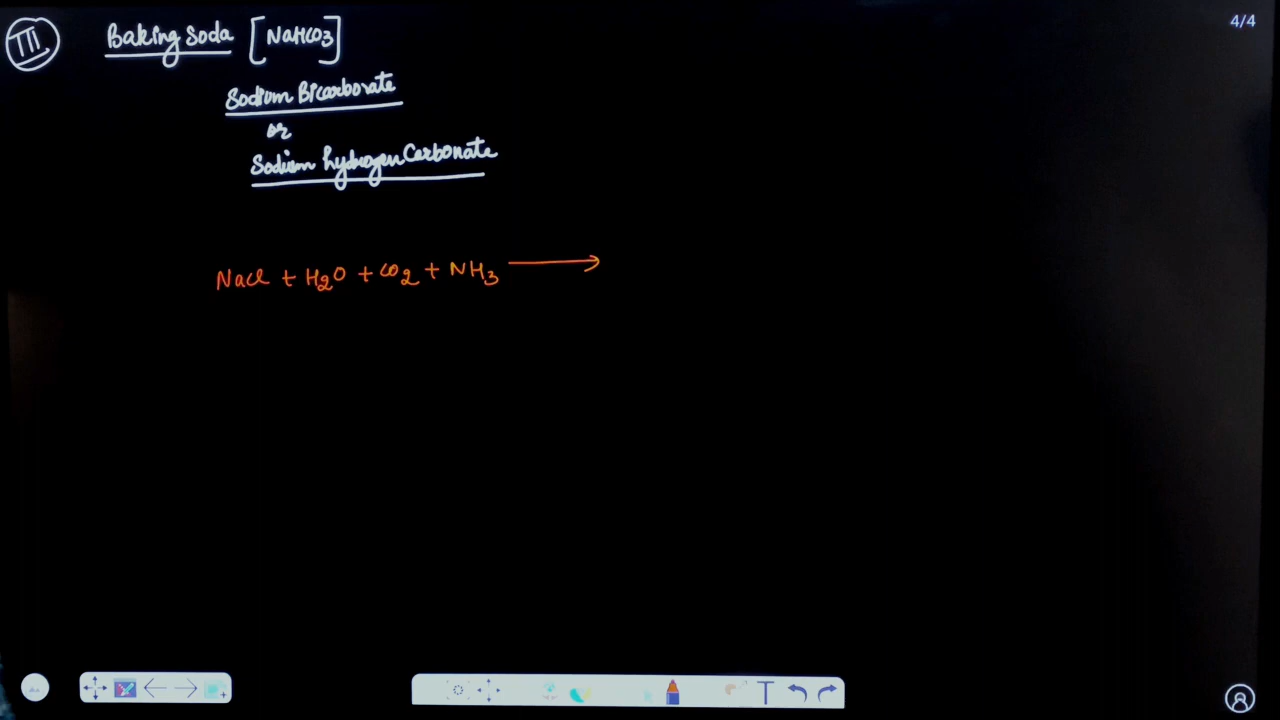 III Baking Soda [NaHCO3] 4/4
Sodium Bicarbonate
or
Sodium hydrogen Carbonate
NaCl + H2O + CO2 + NH3 ⟶
T